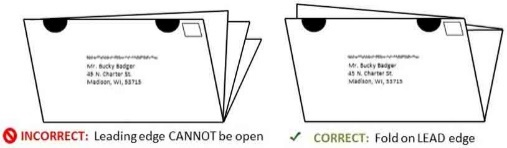 Mr. Bucky Badger
45 N. Charter St.
Madison, WI, 53715
Mr. Bucky Badger
45 N. Charter St.
Madison, WI, 53715
INCORRECT: Leading edge CANNOT be open
CORRECT: Fold on LEAD edge